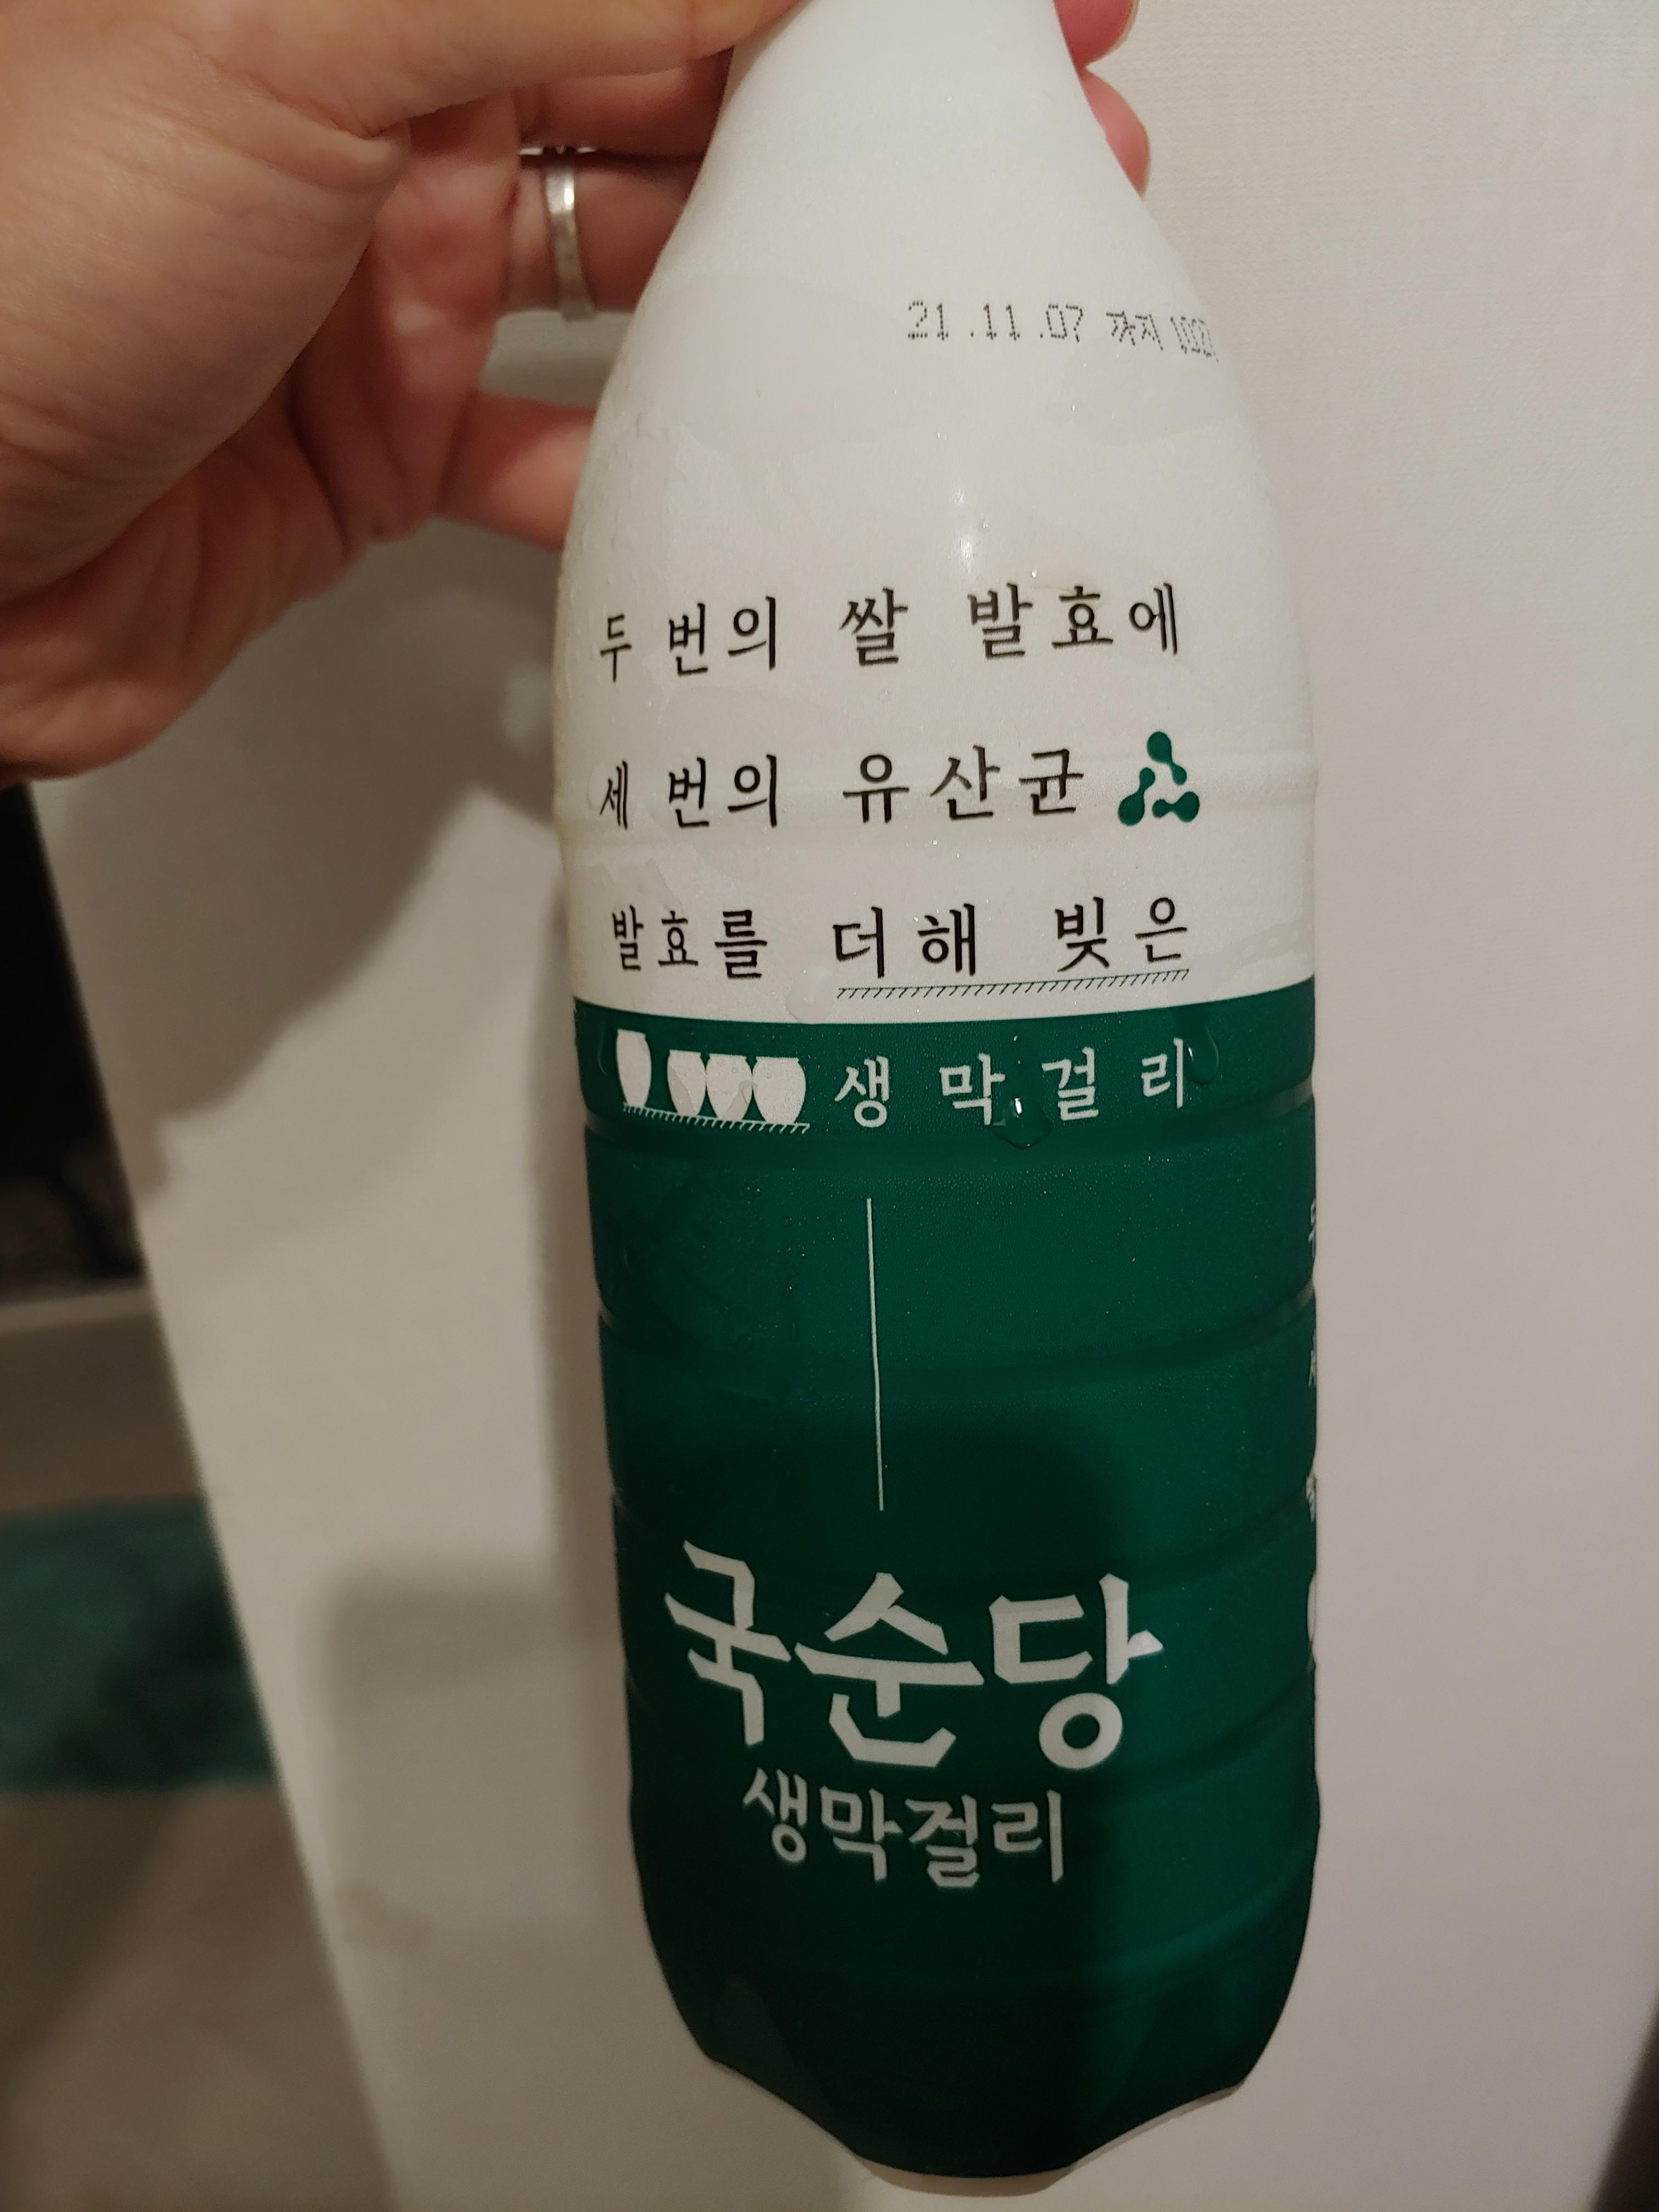 21.11.07 까지
두 번의 쌀 발효에
세 번의 유산균
발효를 더해 빚은
생막걸리
국순당
생막걸리